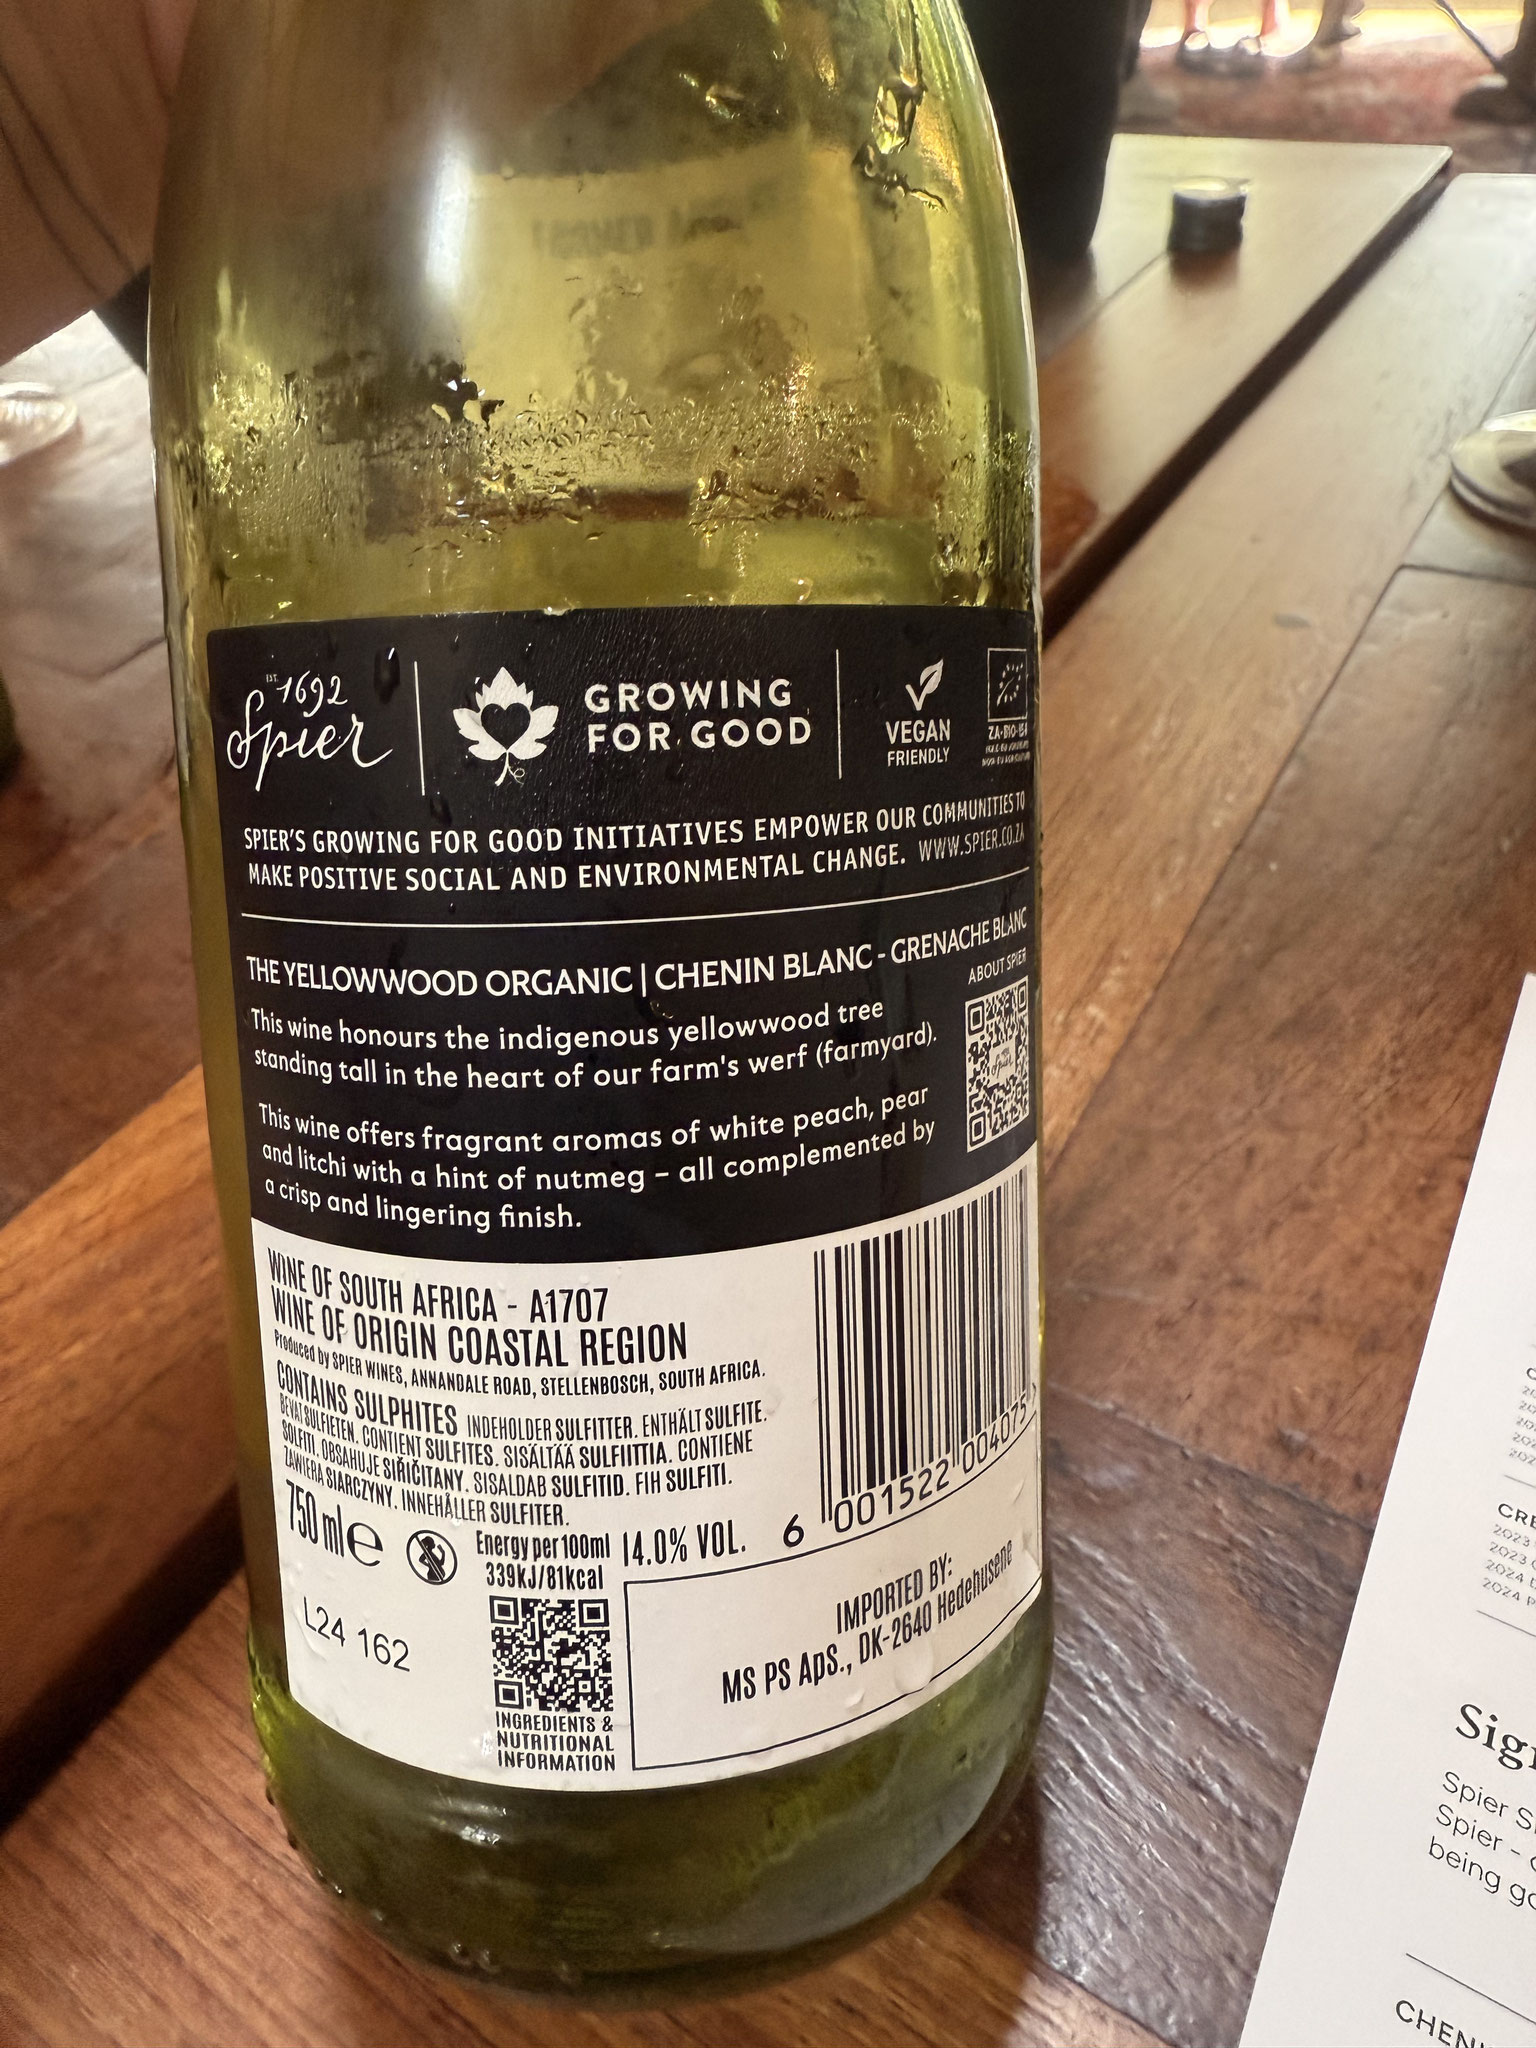 EST. 1692
Spier
GROWING
FOR GOOD
VEGAN
FRIENDLY
SPIER'S GROWING FOR GOOD INITIATIVES EMPOWER OUR COMMUNITIES TO
MAKE POSITIVE SOCIAL AND ENVIRONMENTAL CHANGE. WWW.SPIER.CO.ZA
THE YELLOWWOOD ORGANIC | CHENIN BLANC - GRENACHE BLANC
ABOUT SPIER
This wine honours the indigenous yellowwood tree
standing tall in the heart of our farm's werf (farmyard).
This wine offers fragrant aromas of white peach, pear
and litchi with a hint of nutmeg – all complemented by
a crisp and lingering finish.
WINE OF SOUTH AFRICA - A1707
WINE OF ORIGIN COASTAL REGION
Produced by SPIER WINES, ANNANDALE ROAD, STELLENBOSCH, SOUTH AFRICA.
CONTAINS SULPHITES INDEHOLDER SULFITTER. ENTHÄLT SULFITE.
BEVAT SULFIETEN. CONTIENT SULFITES. SISÄLTÄÄ SULFIITTIA. CONTIENE
SOLFITI. OBSAHUJE SIŘIČITANY. SISALDAB SULFITID. FIH SULFITI.
ZAWIERA SIARCZYNY. INNEHÅLLER SULFITER.
750 ml e
Energy per 100ml
339kJ/81kcal
14.0% VOL.
6 001522 004075 >
L24 162
INGREDIENTS &
NUTRITIONAL
INFORMATION
IMPORTED BY:
MS PS ApS., DK-2640 Hedehusene
2023
2023
2024
2024
Spier
Spier -
being